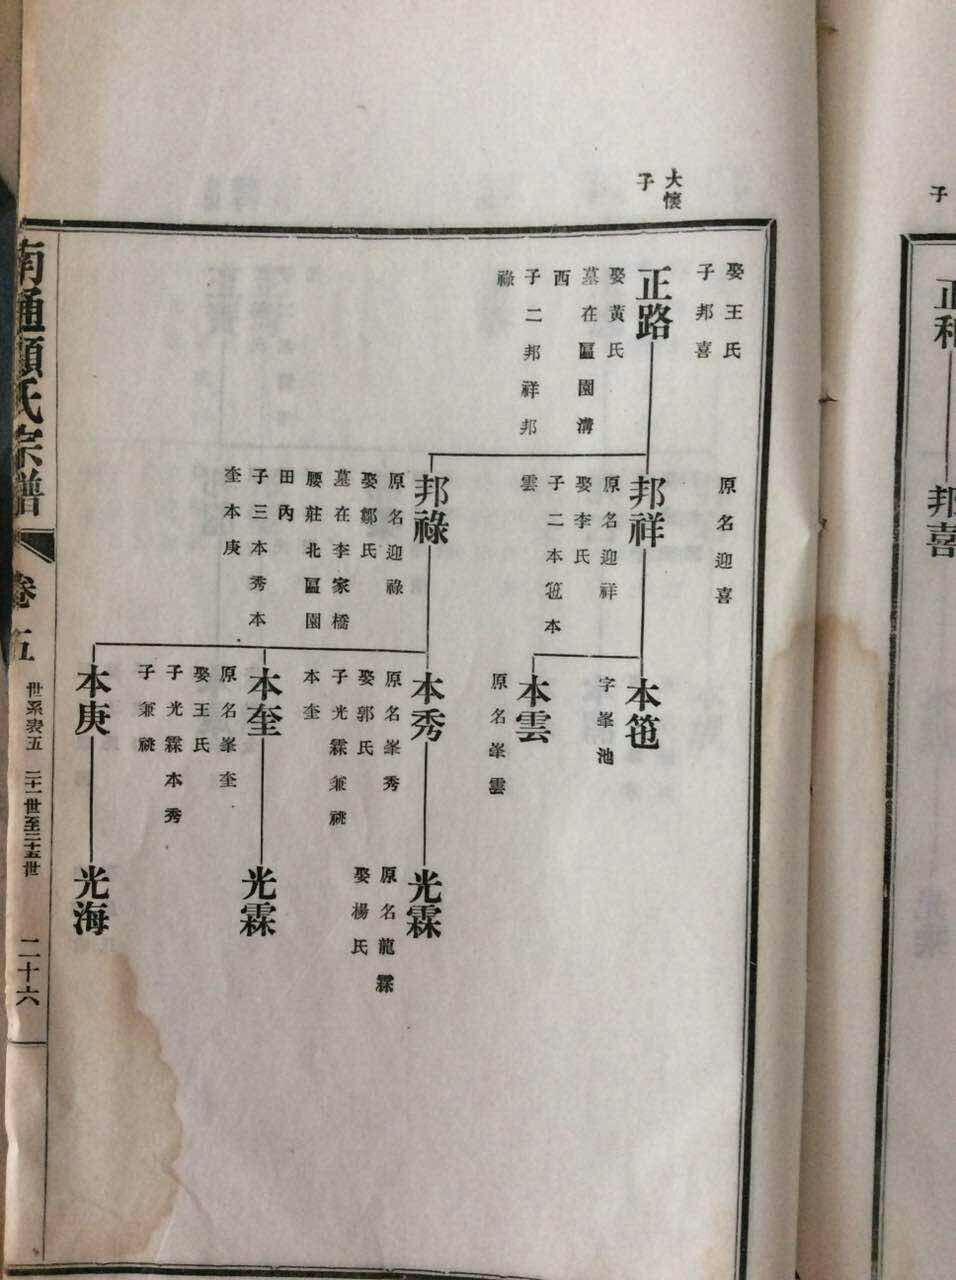 子
正和
邦喜
大懷
子
娶王氏
子邦喜
正路
娶黃氏
墓在區園溝
西
子二邦祥邦
祿
原名迎喜
邦祥
原名迎祥
娶李氏
子二本笣本
雲
邦祿
原名迎祿
娶鄒氏
墓在李家橋
腰莊北區園
田內
子三本秀本
奎本庚
本笣
字峯池
本雲
原名峯雲
本秀
原名峯秀
娶郭氏
子光霖兼祧
本奎
本奎
原名峯奎
娶王氏
子光霖本秀
子兼祧
本庚
光霖
原名龍霖
娶楊氏
光霖
光海
南通顧氏宗譜
卷五
世系表五 二十一世至二十五世
二十六